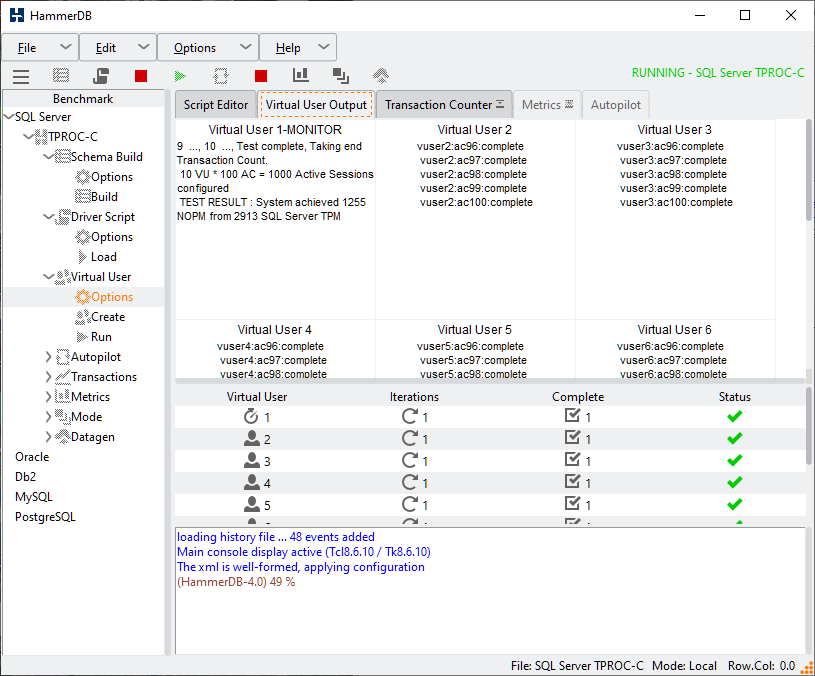 HammerDB
File Edit Options Help
RUNNING - SQL Server TPROC-C
Benchmark
SQL Server
TPROC-C
Schema Build
Options
Build
Driver Script
Options
Load
Virtual User
Options
Create
Run
Autopilot
Transactions
Metrics
Mode
Datagen
Oracle
Db2
MySQL
PostgreSQL
Script Editor Virtual User Output Transaction Counter Metrics Autopilot
Virtual User 1-MONITOR
9 ..., 10 ..., Test complete, Taking end
Transaction Count.
10 VU * 100 AC = 1000 Active Sessions
configured
TEST RESULT : System achieved 1255
NOPM from 2913 SQL Server TPM
Virtual User 2
vuser2:ac96:complete
vuser2:ac97:complete
vuser2:ac98:complete
vuser2:ac99:complete
vuser2:ac100:complete
Virtual User 3
vuser3:ac96:complete
vuser3:ac97:complete
vuser3:ac98:complete
vuser3:ac99:complete
vuser3:ac100:complete
Virtual User 4
vuser4:ac96:complete
vuser4:ac97:complete
vuser4:ac98:complete
Virtual User 5
vuser5:ac96:complete
vuser5:ac97:complete
vuser5:ac98:complete
Virtual User 6
vuser6:ac96:complete
vuser6:ac97:complete
vuser6:ac98:complete
Virtual User Iterations Complete Status
1 1 1
2 1 1
3 1 1
4 1 1
5 1 1
loading history file ... 48 events added
Main console display active (Tcl8.6.10 / Tk8.6.10)
The xml is well-formed, applying configuration
(HammerDB-4.0) 49 %
File: SQL Server TPROC-C Mode: Local Row.Col: 0.0